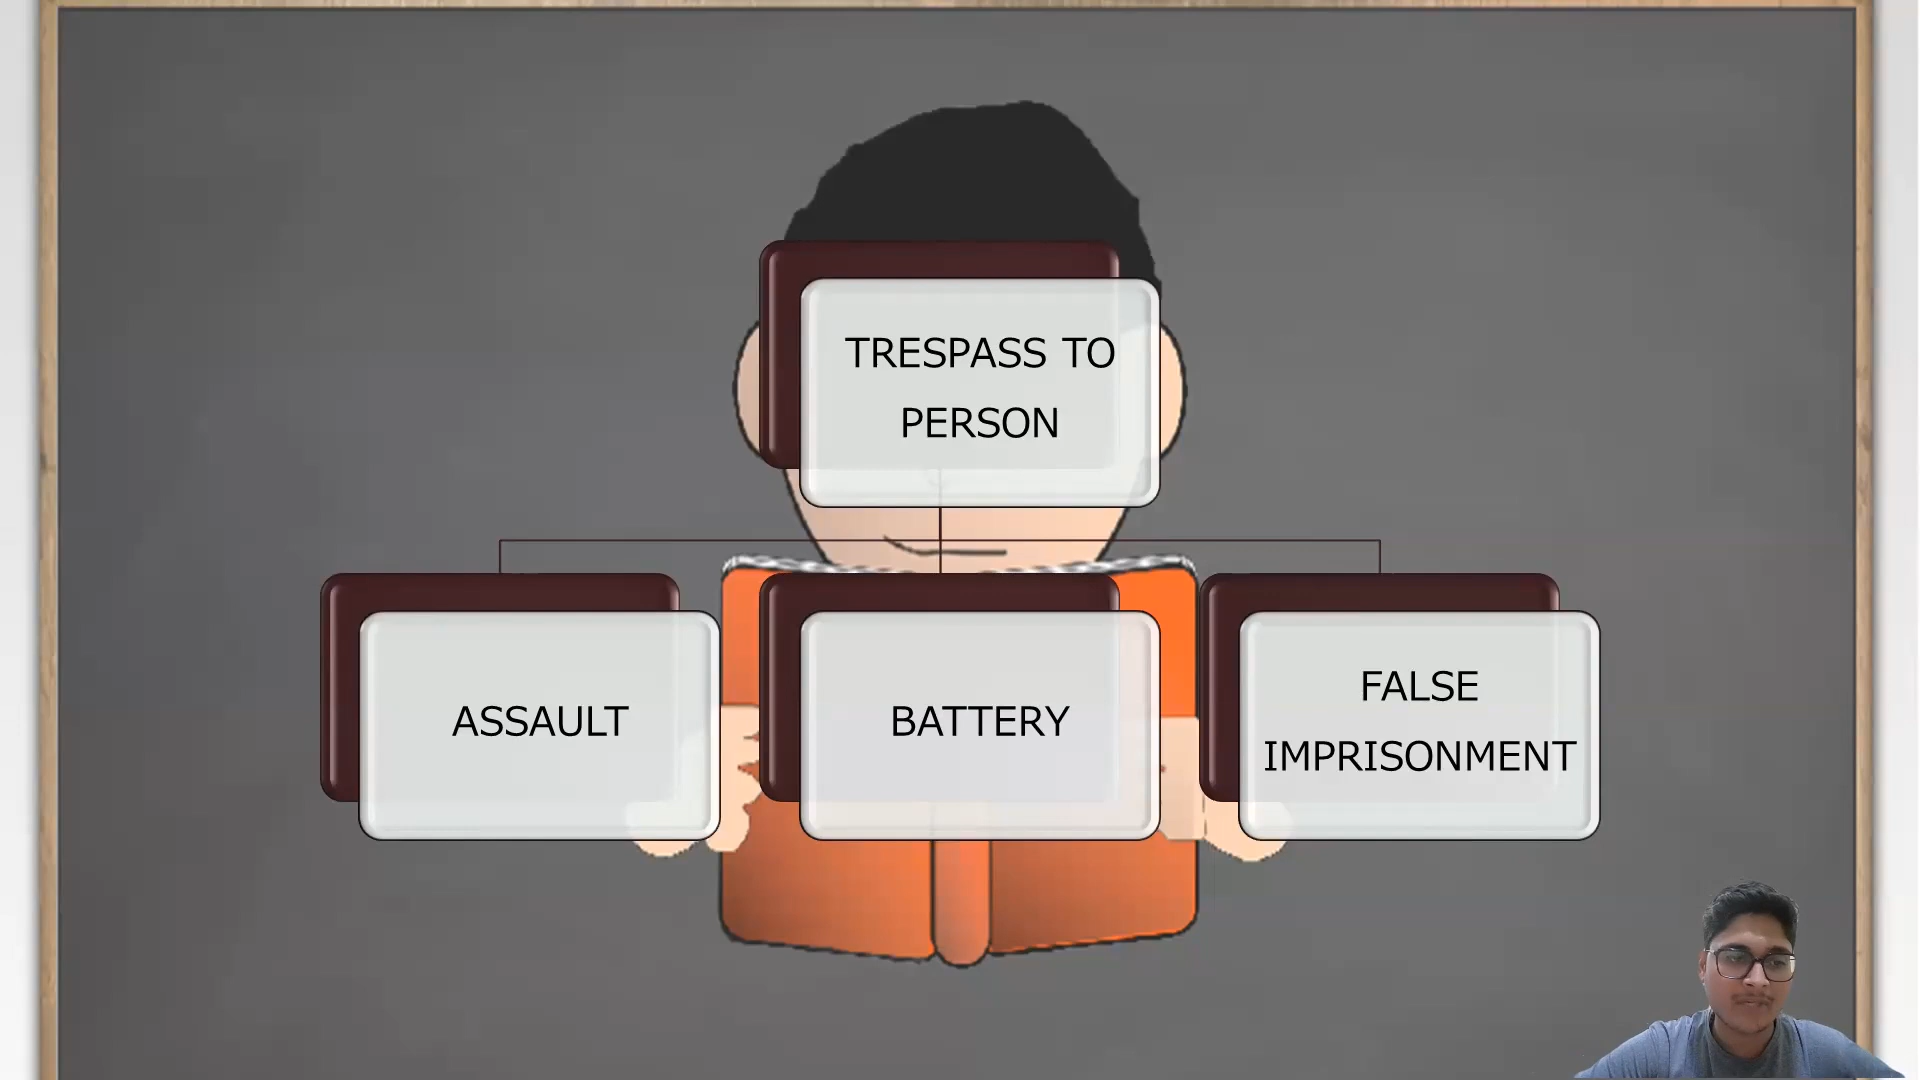 TRESPASS TO
PERSON
ASSAULT
BATTERY
FALSE
IMPRISONMENT